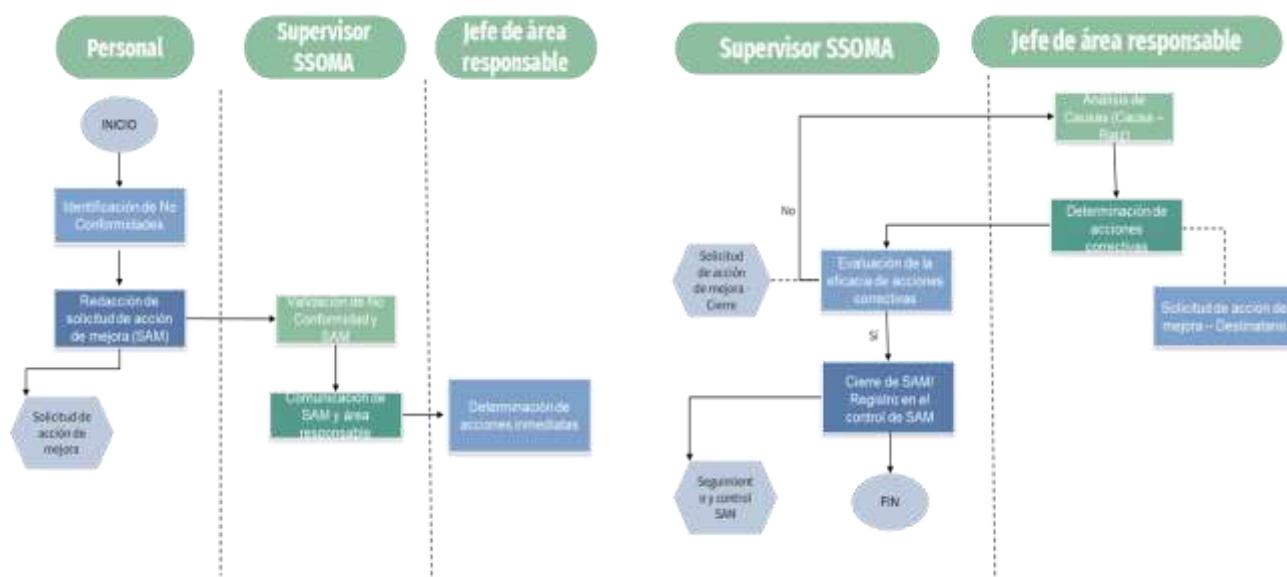 Personal
Supervisor
SSOMA
Jefe de área
responsable
INICIO
Identificación de No
Conformidades
Redacción de
solicitud de acción
de mejora (SAM)
Solicitud de
acción de
mejora
Validación de No
Conformidad y
SAM
Comunicación de
SAM y área
responsable
Determinación de
acciones inmediatas
Supervisor SSOMA
Jefe de área responsable
Análisis de
Causas (Causa –
Raíz)
Determinación de
acciones
correctivas
No
Solicitud
de acción
de mejora -
Cierre
Evaluación de la
eficacia de acciones
correctivas
Solicitud de acción de
mejora – Destinatario
Si
Cierre de SAM/
Registro en el
control de SAM
Seguimient
o y control
SAN
FIN